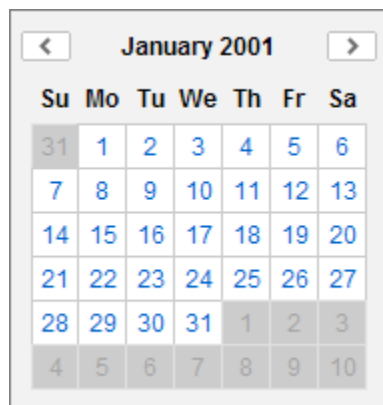 January 2001
Su Mo Tu We Th Fr Sa
31 1 2 3 4 5 6
7 8 9 10 11 12 13
14 15 16 17 18 19 20
21 22 23 24 25 26 27
28 29 30 31 1 2 3
4 5 6 7 8 9 10